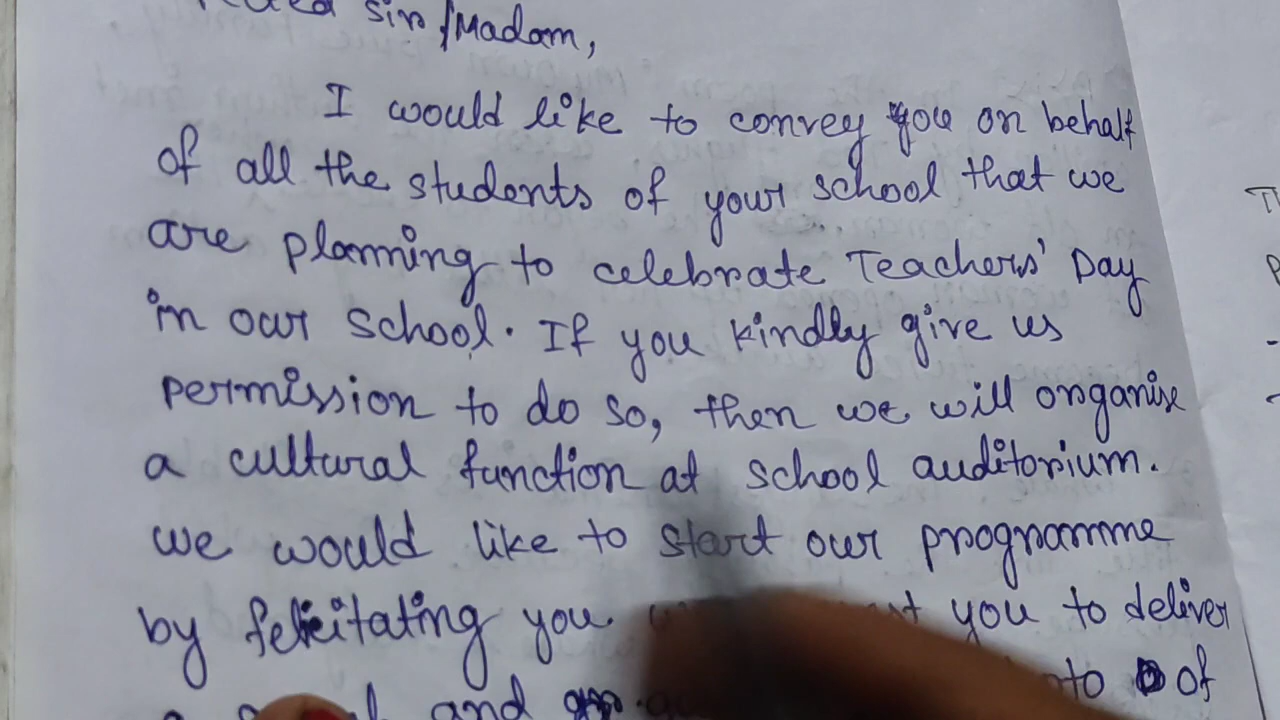 sir/Madam,
I would like to convey you on behalf
of all the students of your school that we
are planning to celebrate Teachers' Day
in our school. If you kindly give us
permission to do so, then we will organise
a cultural function at school auditorium.
we would like to start our programme
by felicitating you. you to deliver
and of